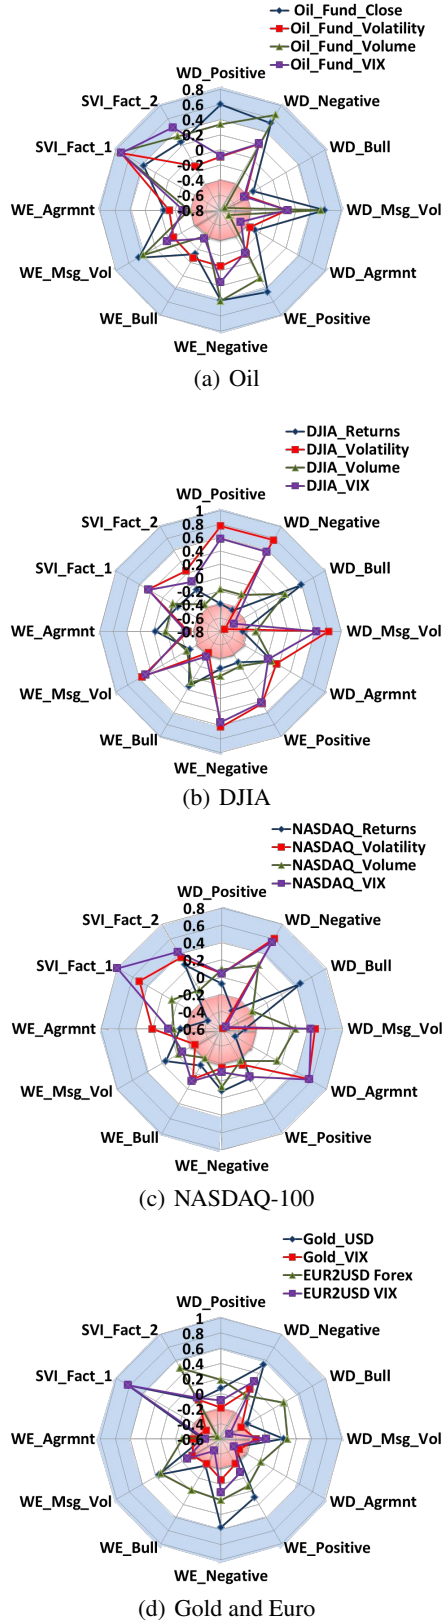 Oil_Fund_Close
Oil_Fund_Volatility
Oil_Fund_Volume
Oil_Fund_VIX
WD_Positive
0.8
0.6
0.4
0.2
0
-0.2
-0.4
-0.6
-0.8
WD_Negative
WD_Bull
WD_Msg_Vol
WD_Agrmnt
WE_Positive
WE_Negative
WE_Bull
WE_Msg_Vol
WE_Agrmnt
SVI_Fact_1
SVI_Fact_2
(a) Oil
DJIA_Returns
DJIA_Volatility
DJIA_Volume
DJIA_VIX
WD_Positive
1
0.8
0.6
0.4
0.2
0
-0.2
-0.4
-0.6
-0.8
WD_Negative
WD_Bull
WD_Msg_Vol
WD_Agrmnt
WE_Positive
WE_Negative
WE_Bull
WE_Msg_Vol
WE_Agrmnt
SVI_Fact_1
SVI_Fact_2
(b) DJIA
NASDAQ_Returns
NASDAQ_Volatility
NASDAQ_Volume
NASDAQ_VIX
WD_Positive
0.8
0.6
0.4
0.2
0
-0.2
-0.4
-0.6
WD_Negative
WD_Bull
WD_Msg_Vol
WD_Agrmnt
WE_Positive
WE_Negative
WE_Bull
WE_Msg_Vol
WE_Agrmnt
SVI_Fact_1
SVI_Fact_2
(c) NASDAQ-100
Gold_USD
Gold_VIX
EUR2USD Forex
EUR2USD VIX
WD_Positive
1
0.8
0.6
0.4
0.2
0
-0.2
-0.4
-0.6
WD_Negative
WD_Bull
WD_Msg_Vol
WD_Agrmnt
WE_Positive
WE_Negative
WE_Bull
WE_Msg_Vol
WE_Agrmnt
SVI_Fact_1
SVI_Fact_2
(d) Gold and Euro